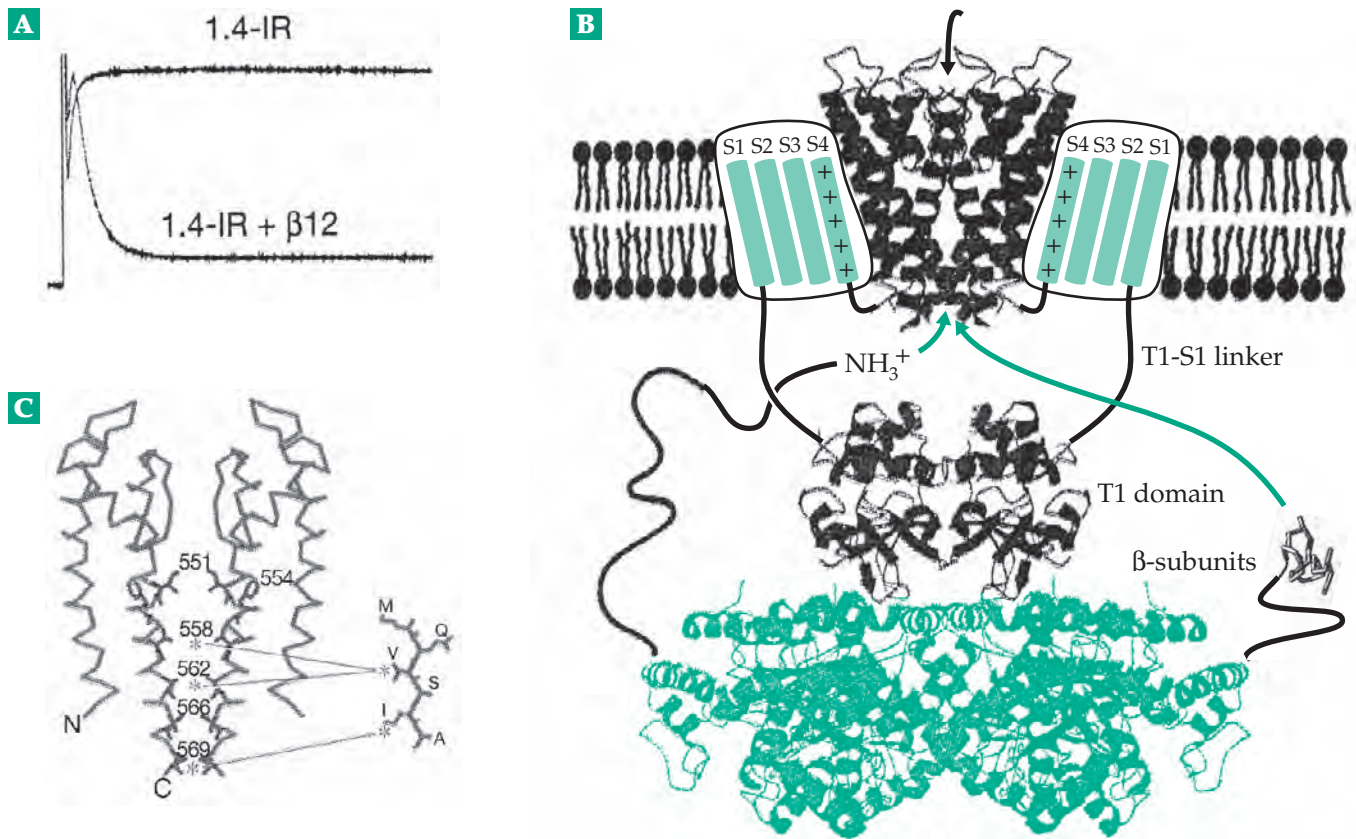 A
1.4-IR
1.4-IR + β12
B
S1 S2 S3 S4
S4 S3 S2 S1
+ + + + +
+ + + + +
NH₃⁺
T1-S1 linker
T1 domain
β-subunits
C
551
554
558
*
562
*
566
569
*
N
C
M
Q
V
*
S
I
*
A